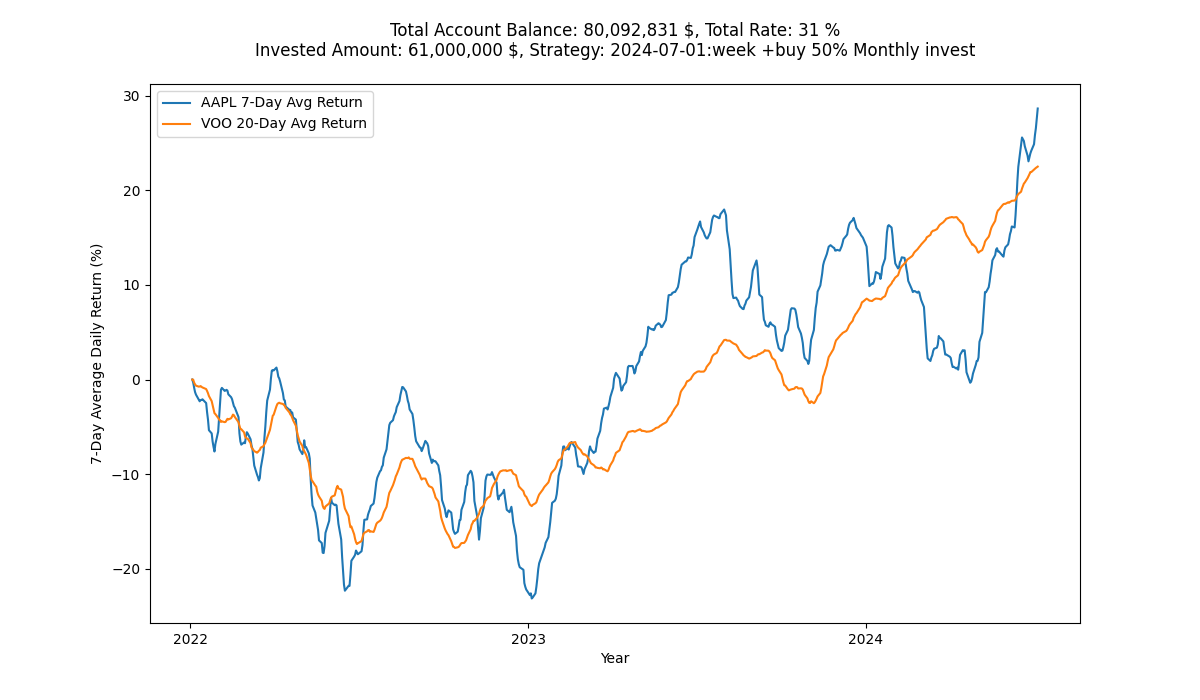 Total Account Balance: 80,092,831 $, Total Rate: 31 %
Invested Amount: 61,000,000 $, Strategy: 2024-07-01:week +buy 50% Monthly invest
AAPL 7-Day Avg Return
VOO 20-Day Avg Return
7-Day Average Daily Return (%)
30
20
10
0
−10
−20
2022
2023
2024
Year